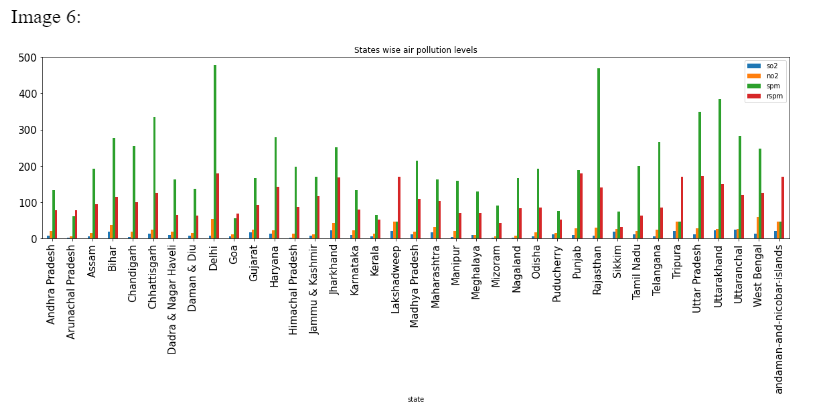 Image 6:
States wise air pollution levels
500
400
300
200
100
0
so2
no2
spm
rspm
Andhra Pradesh
Arunachal Pradesh
Assam
Bihar
Chandigarh
Chhattisgarh
Dadra & Nagar Haveli
Daman & Diu
Delhi
Goa
Gujarat
Haryana
Himachal Pradesh
Jammu & Kashmir
Jharkhand
Karnataka
Kerala
Lakshadweep
Madhya Pradesh
Maharashtra
Manipur
Meghalaya
Mizoram
Nagaland
Odisha
Puducherry
Punjab
Rajasthan
Sikkim
Tamil Nadu
Telangana
Tripura
Uttar Pradesh
Uttarakhand
Uttaranchal
West Bengal
andaman-and-nicobar-islands
state